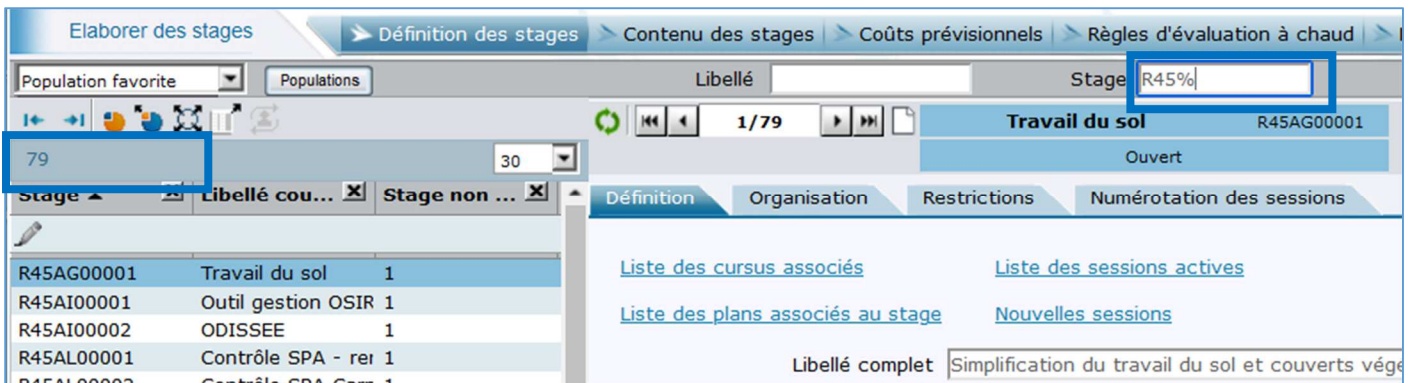 Elaborer des stages Définition des stages Contenu des stages Coûts prévisionnels Règles d'évaluation à chaud
Population favorite Populations Libellé Stage R45%
1/79 Travail du sol R45AG00001
79 30 Ouvert
Stage Libellé cou... Stage non ...
Définition Organisation Restrictions Numérotation des sessions
R45AG00001 Travail du sol 1
Liste des cursus associés Liste des sessions actives
R45AI00001 Outil gestion OSIR 1
Liste des plans associés au stage Nouvelles sessions
R45AI00002 ODISSEE 1
R45AL00001 Contrôle SPA - rer 1
Libellé complet Simplification du travail du sol et couverts vége